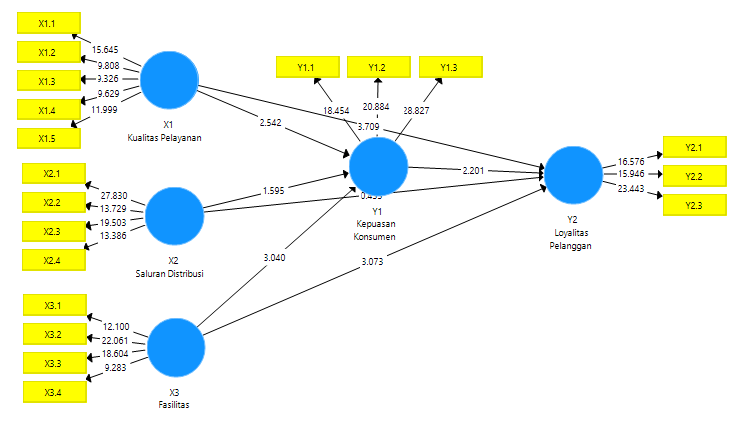 X1.1
X1.2
X1.3
X1.4
X1.5
15.645
9.808
9.326
9.629
11.999
X1
Kualitas Pelayanan
Y1.1
Y1.2
Y1.3
18.454
20.884
28.827
2.542
3.709
X2.1
X2.2
X2.3
X2.4
27.830
13.729
19.503
13.386
X2
Saluran Distribusi
1.595
Y1
Kepuasan
Konsumen
2.201
Y2
Loyalitas
Pelanggan
16.576
15.946
23.443
Y2.1
Y2.2
Y2.3
3.040
3.073
X3.1
X3.2
X3.3
X3.4
12.100
22.061
18.604
9.283
X3
Fasilitas